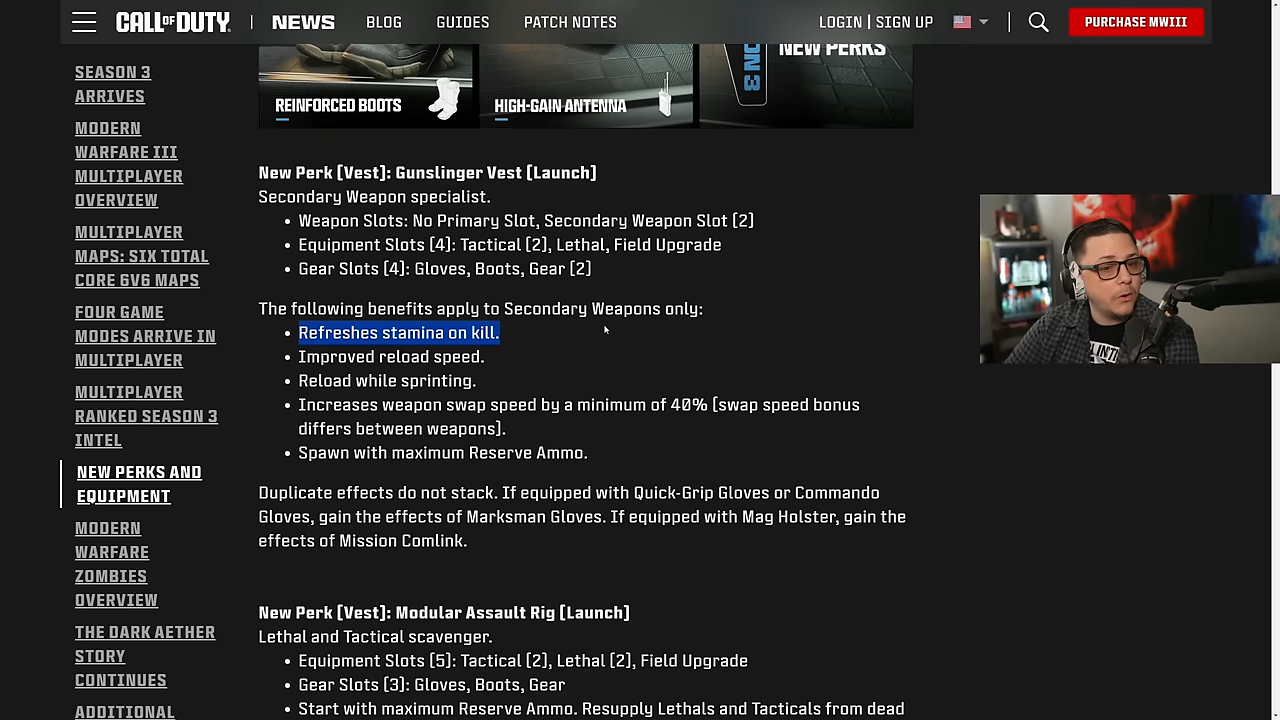 CALL OF DUTY
NEWS
BLOG
GUIDES
PATCH NOTES
LOGIN | SIGN UP
PURCHASE MWIII
SEASON 3
ARRIVES
MODERN
WARFARE III
MULTIPLAYER
OVERVIEW
MULTIPLAYER
MAPS: SIX TOTAL
CORE 6V6 MAPS
FOUR GAME
MODES ARRIVE IN
MULTIPLAYER
MULTIPLAYER
RANKED SEASON 3
INTEL
NEW PERKS AND
EQUIPMENT
MODERN
WARFARE
ZOMBIES
OVERVIEW
THE DARK AETHER
STORY
CONTINUES
ADDITIONAL
REINFORCED BOOTS
HIGH-GAIN ANTENNA
ON 3
NEW PERKS
New Perk [Vest]: Gunslinger Vest [Launch]
Secondary Weapon specialist.
• Weapon Slots: No Primary Slot, Secondary Weapon Slot [2]
• Equipment Slots [4]: Tactical [2], Lethal, Field Upgrade
• Gear Slots [4]: Gloves, Boots, Gear [2]
The following benefits apply to Secondary Weapons only:
• Refreshes stamina on kill.
• Improved reload speed.
• Reload while sprinting.
• Increases weapon swap speed by a minimum of 40% [swap speed bonus
differs between weapons].
• Spawn with maximum Reserve Ammo.
Duplicate effects do not stack. If equipped with Quick-Grip Gloves or Commando
Gloves, gain the effects of Marksman Gloves. If equipped with Mag Holster, gain the
effects of Mission Comlink.
New Perk [Vest]: Modular Assault Rig [Launch]
Lethal and Tactical scavenger.
• Equipment Slots [5]: Tactical [2], Lethal [2], Field Upgrade
• Gear Slots [3]: Gloves, Boots, Gear
• Start with maximum Reserve Ammo. Resupply Lethals and Tacticals from dead